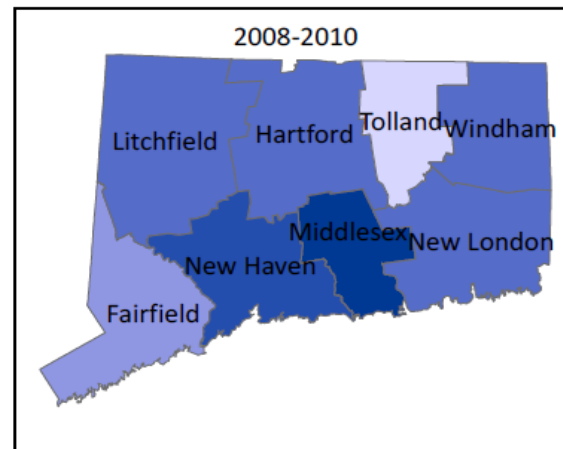 2008-2010
Litchfield
Hartford
Tolland
Windham
Middlesex
New London
New Haven
Fairfield